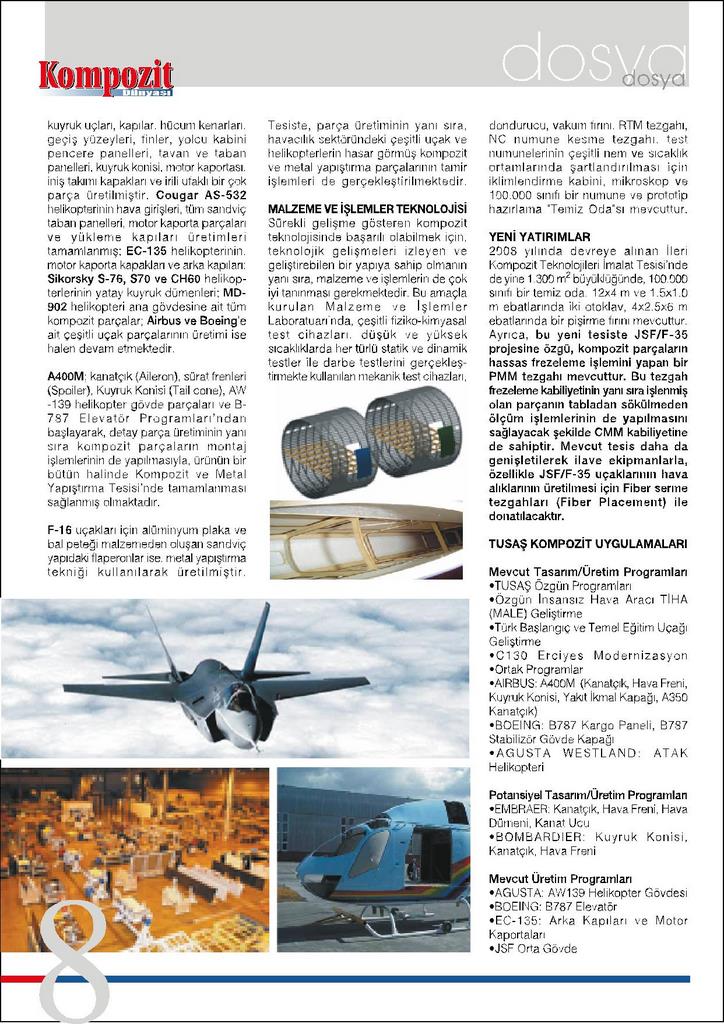 Kompozit
Dünyası
dosya
dosya
kuyruk uçları, kapılar, hücum kenarları,
geçiş yüzeyleri, finler, yolcu kabini
pencere panelleri, tavan ve taban
panelleri, kuyruk konisi, motor kaportası,
iniş takımı kapakları ve irili ufaklı bir çok
parça üretilmiştir. Cougar AS-532
helikopterinin hava girişleri, tüm sandviç
taban panelleri, motor kaporta parçaları
ve yükleme kapıları üretimleri
tamamlanmış; EC-135 helikopterinin,
motor kaporta kapakları ve arka kapıları;
Sikorsky S-76, S70 ve CH60 helikop-
terlerinin yatay kuyruk dümenleri; MD-
902 helikopteri ana gövdesine ait tüm
kompozit parçalar; Airbus ve Boeing'e
ait çeşitli uçak parçalarının üretimi ise
halen devam etmektedir.
A400M; kanatçık (Aileron), sürat frenleri
(Spoiler), Kuyruk Konisi (Tail cone), AW
-139 helikopter gövde parçaları ve B-
787 Elevatör Programları'ndan
başlayarak, detay parça üretiminin yanı
sıra kompozit parçaların montaj
işlemlerinin de yapılmasıyla, ürünün bir
bütün halinde Kompozit ve Metal
Yapıştırma Tesisi'nde tamamlanması
sağlanmış olmaktadır.
F-16 uçakları için alüminyum plaka ve
bal peteği malzemeden oluşan sandviç
yapıdaki flaperonlar ise, metal yapıştırma
tekniği kullanılarak üretilmiştir.
Tesiste, parça üretiminin yanı sıra,
havacılık sektöründeki çeşitli uçak ve
helikopterlerin hasar görmüş kompozit
ve metal yapıştırma parçalarının tamir
işlemleri de gerçekleştirilmektedir.
MALZEME VE İŞLEMLER TEKNOLOJİSİ
Sürekli gelişme gösteren kompozit
teknolojisinde başarılı olabilmek için,
teknolojik gelişmeleri izleyen ve
geliştirebilen bir yapıya sahip olmanın
yanı sıra, malzeme ve işlemlerin de çok
iyi tanınması gerekmektedir. Bu amaçla
kurulan Malzeme ve İşlemler
Laboratuarı'nda, çeşitli fiziko-kimyasal
test cihazları, düşük ve yüksek
sıcaklıklarda her türlü statik ve dinamik
testler ile darbe testlerini gerçekleş-
tirmekte kullanılan mekanik test cihazları,
dondurucu, vakum fırını, RTM tezgahı,
NC numune kesme tezgahı, test
numunelerinin çeşitli nem ve sıcaklık
ortamlarında şartlandırılması için
iklimlendirme kabini, mikroskop ve
100.000 sınıfı bir numune ve prototip
hazırlama "Temiz Oda"sı mevcuttur.
YENİ YATIRIMLAR
2008 yılında devreye alınan İleri
Kompozit Teknolojileri İmalat Tesisi'nde
de yine 1.300 m² büyüklüğünde, 100.000
sınıfı bir temiz oda, 12x4 m ve 1.5x1.0
m ebatlarında iki otoklav, 4x2.5x6 m
ebatlarında bir pişirme fırını mevcuttur.
Ayrıca, bu yeni tesiste JSF/F-35
projesine özgü, kompozit parçaların
hassas frezeleme işlemini yapan bir
PMM tezgahı mevcuttur. Bu tezgah
frezeleme kabiliyetinin yanı sıra işlenmiş
olan parçanın tabladan sökülmeden
ölçüm işlemlerinin de yapılmasını
sağlayacak şekilde CMM kabiliyetine
de sahiptir. Mevcut tesis daha da
genişletilerek ilave ekipmanlarla,
özellikle JSF/F-35 uçaklarının hava
alıklarının üretilmesi için Fiber serme
tezgahları (Fiber Placement) ile
donatılacaktır.
TUSAŞ KOMPOZİT UYGULAMALARI
Mevcut Tasarım/Üretim Programları
•TUSAŞ Özgün Programları
•Özgün İnsansız Hava Aracı TİHA
(MALE) Geliştirme
•Türk Başlangıç ve Temel Eğitim Uçağı
Geliştirme
•C130 Erciyes Modernizasyon
•Ortak Programlar
•AIRBUS: A400M (Kanatçık, Hava Freni,
Kuyruk Konisi, Yakıt İkmal Kapağı, A350
Kanatçık)
•BOEING: B787 Kargo Paneli, B787
Stabilizör Gövde Kapağı
•AGUSTA WESTLAND: ATAK
Helikopteri
Potansiyel Tasarım/Üretim Programları
•EMBRAER: Kanatçık, Hava Freni, Hava
Dümeni, Kanat Ucu
•BOMBARDIER: Kuyruk Konisi,
Kanatçık, Hava Freni
Mevcut Üretim Programları
•AGUSTA: AW139 Helikopter Gövdesi
•BOEING: B787 Elevatör
•EC-135: Arka Kapıları ve Motor
Kaportaları
•JSF Orta Gövde
8